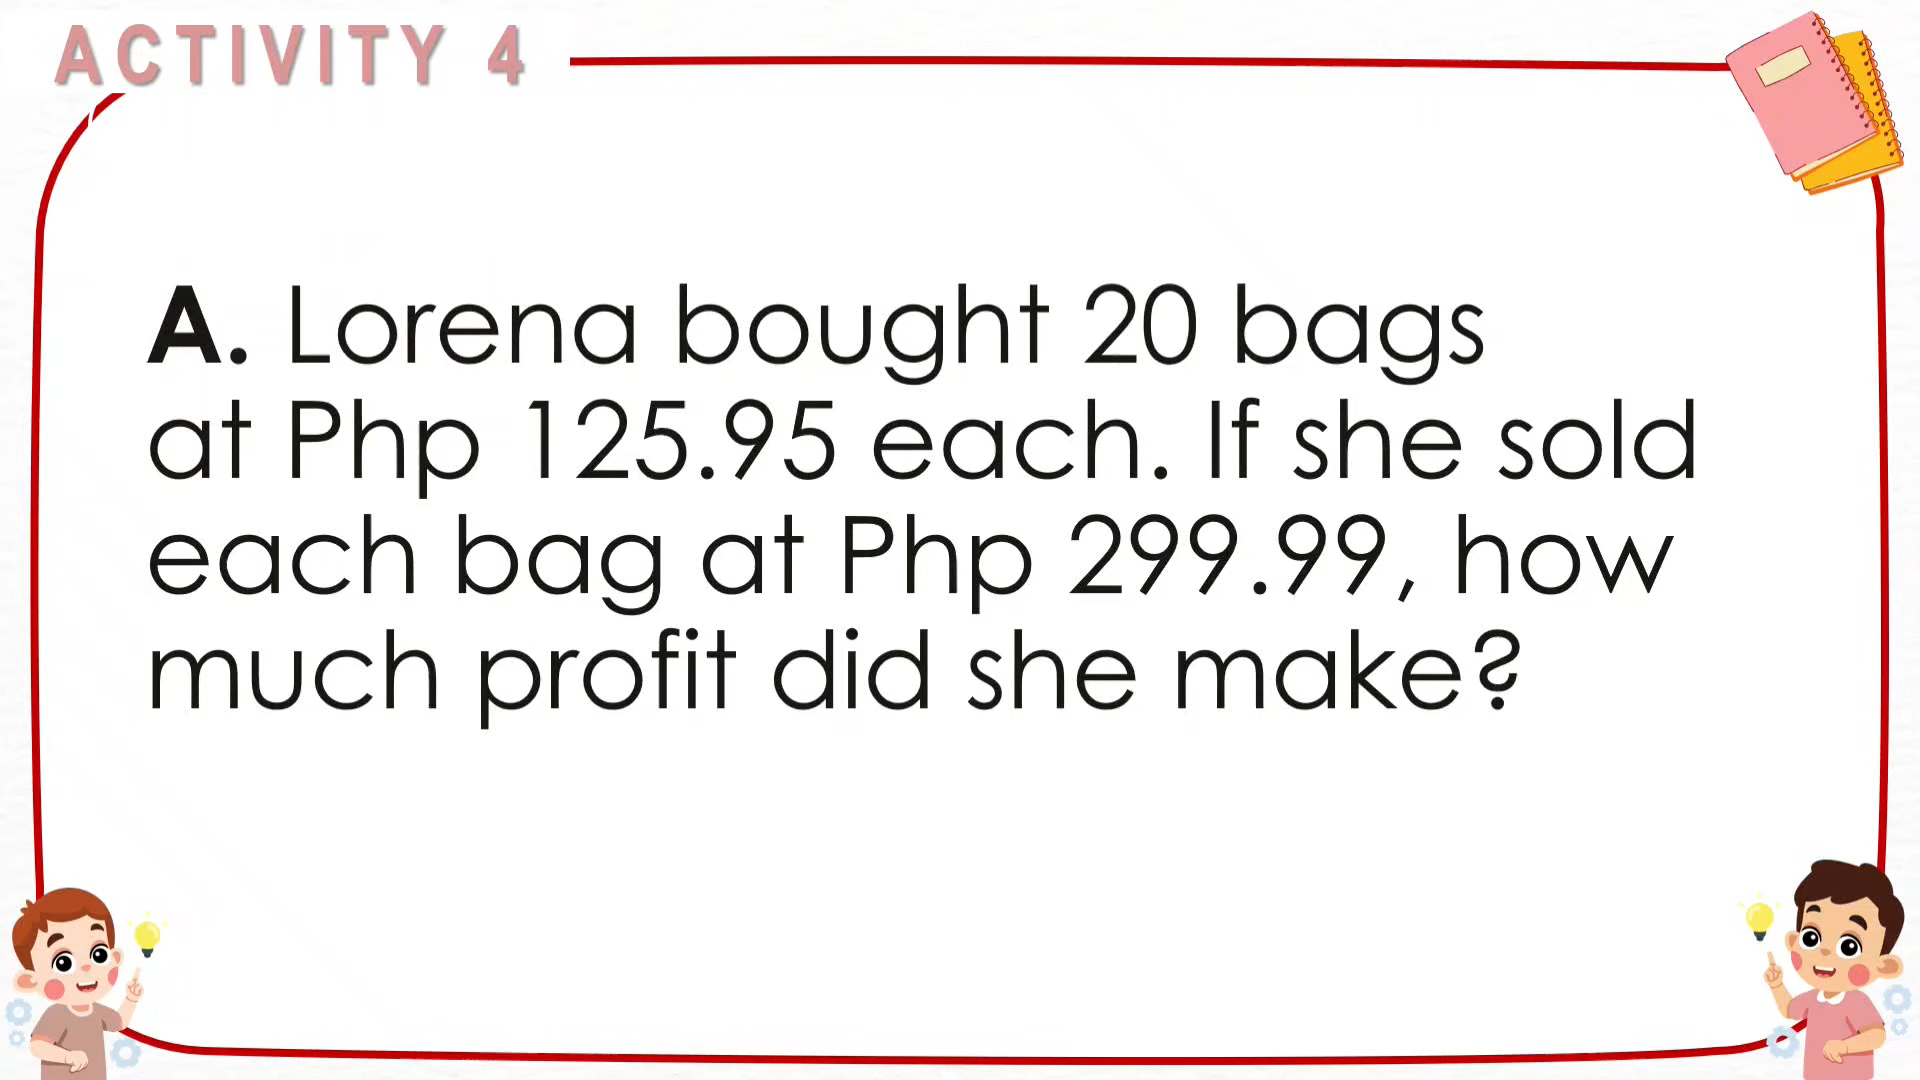 ACTIVITY 4
A. Lorena bought 20 bags
at Php 125.95 each. If she sold
each bag at Php 299.99, how
much profit did she make?